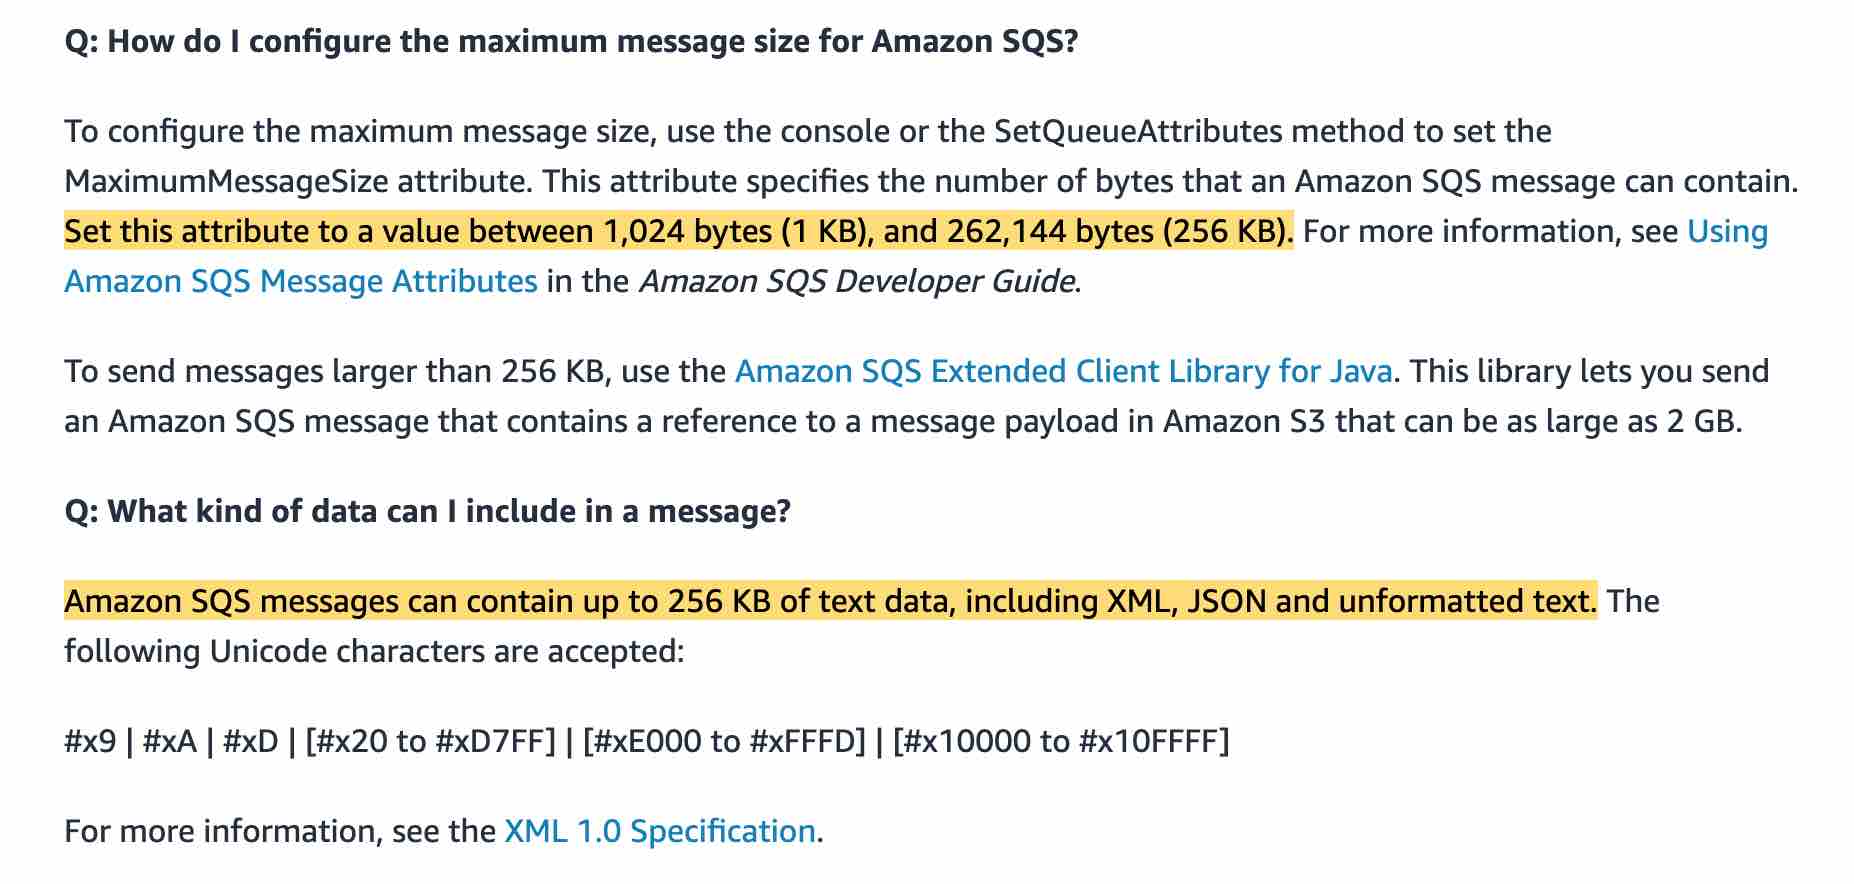 Q: How do I configure the maximum message size for Amazon SQS?
To configure the maximum message size, use the console or the SetQueueAttributes method to set the
MaximumMessageSize attribute. This attribute specifies the number of bytes that an Amazon SQS message can contain.
Set this attribute to a value between 1,024 bytes (1 KB), and 262,144 bytes (256 KB). For more information, see Using
Amazon SQS Message Attributes in the Amazon SQS Developer Guide.
To send messages larger than 256 KB, use the Amazon SQS Extended Client Library for Java. This library lets you send
an Amazon SQS message that contains a reference to a message payload in Amazon S3 that can be as large as 2 GB.
Q: What kind of data can I include in a message?
Amazon SQS messages can contain up to 256 KB of text data, including XML, JSON and unformatted text. The
following Unicode characters are accepted:
#x9 | #xA | #xD | [#x20 to #xD7FF] | [#xE000 to #xFFFD] | [#x10000 to #x10FFFF]
For more information, see the XML 1.0 Specification.